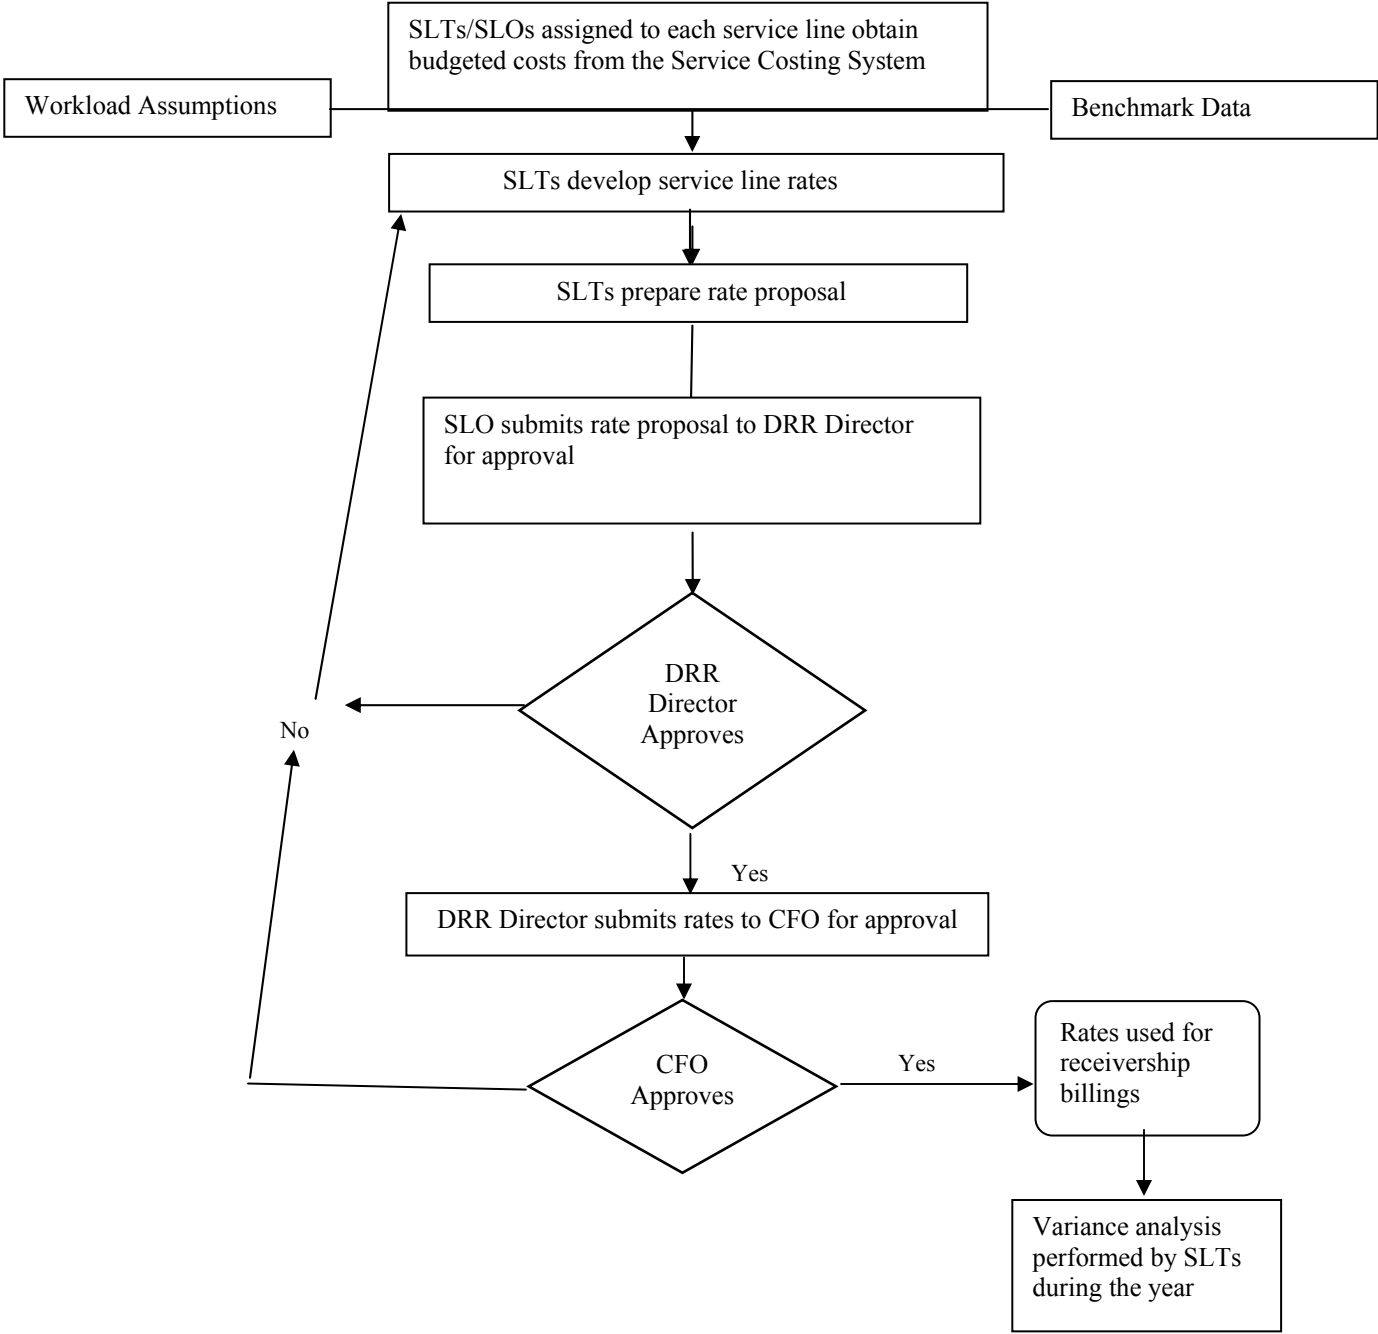 SLTs/SLOs assigned to each service line obtain
budgeted costs from the Service Costing System
Workload Assumptions
Benchmark Data
SLTs develop service line rates
SLTs prepare rate proposal
SLO submits rate proposal to DRR Director
for approval
DRR
Director
Approves
No
Yes
DRR Director submits rates to CFO for approval
CFO
Approves
Yes
Rates used for
receivership
billings
Variance analysis
performed by SLTs
during the year